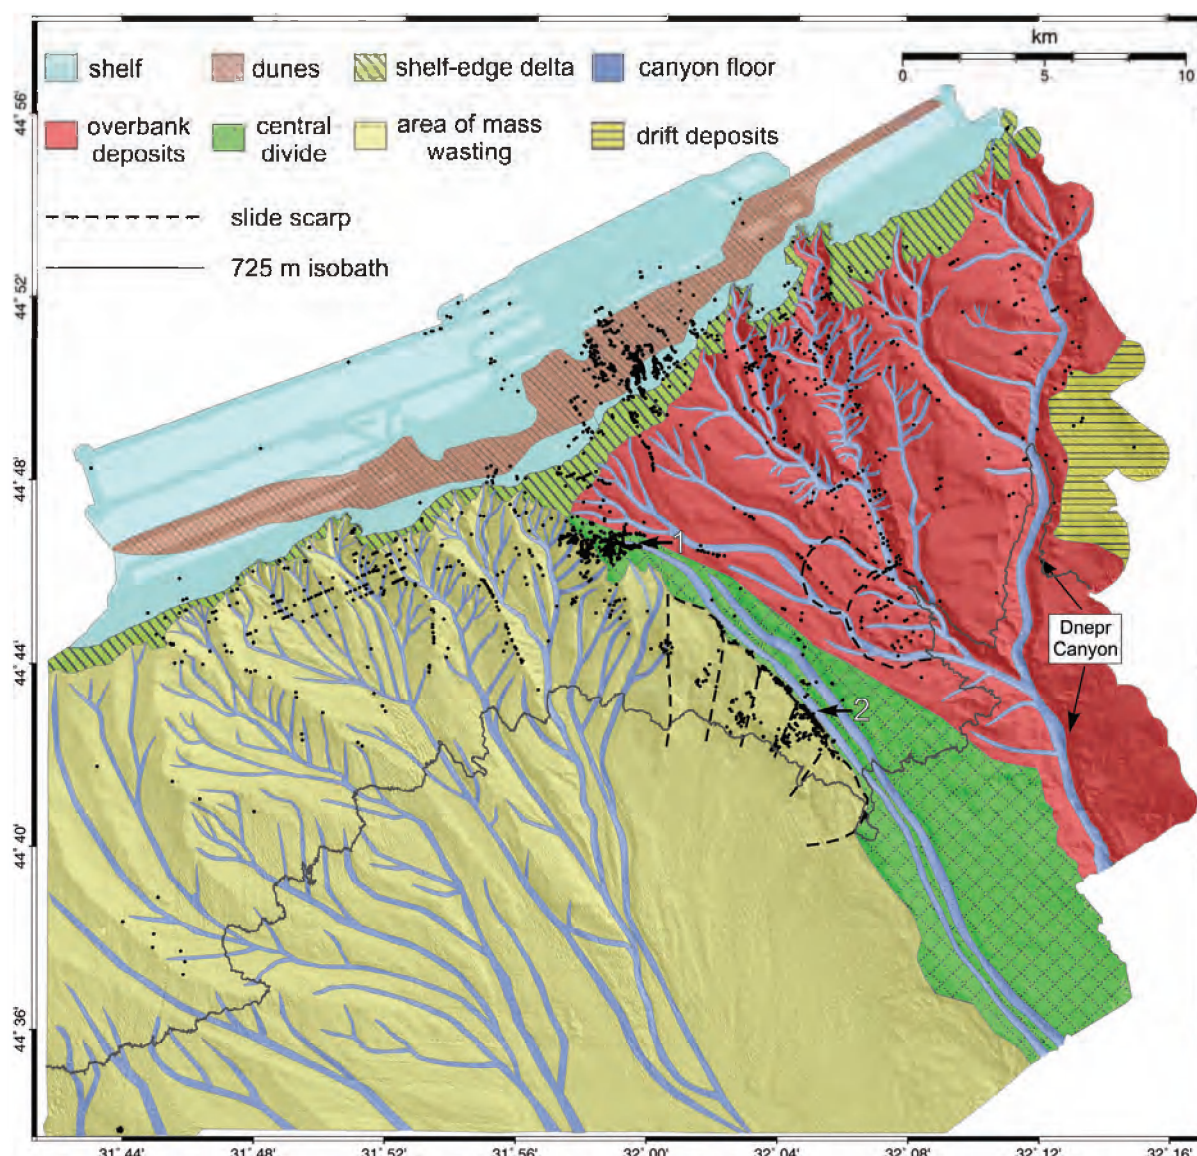 km
0 5 10
shelf
dunes
shelf-edge delta
canyon floor
overbank
deposits
central
divide
area of mass
wasting
drift deposits
slide scarp
725 m isobath
44° 56'
44° 52'
44° 48'
44° 44'
44° 40'
44° 36'
1
2
Dnepr
Canyon
31° 44'
31° 48'
31° 52'
31° 56'
32° 00'
32° 04'
32° 08'
32° 12'
32° 16'